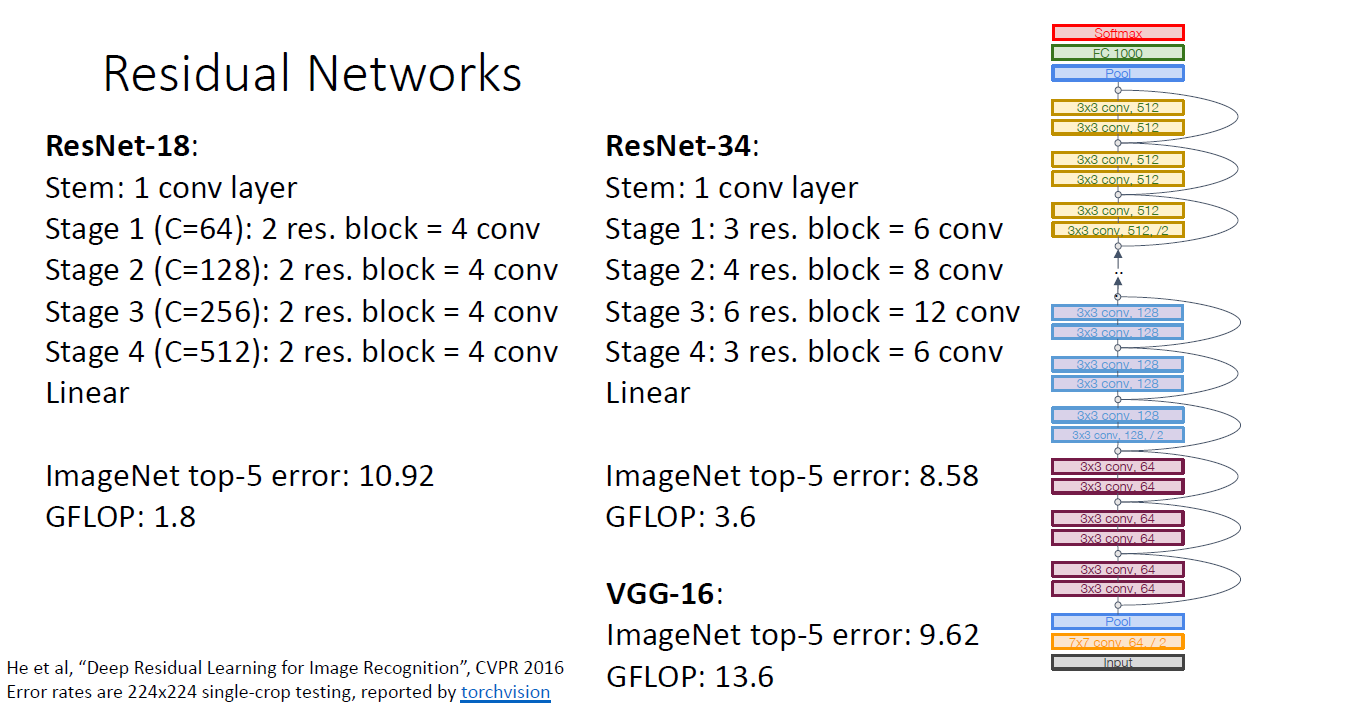 Residual Networks
ResNet-18:
Stem: 1 conv layer
Stage 1 (C=64): 2 res. block = 4 conv
Stage 2 (C=128): 2 res. block = 4 conv
Stage 3 (C=256): 2 res. block = 4 conv
Stage 4 (C=512): 2 res. block = 4 conv
Linear
ImageNet top-5 error: 10.92
GFLOP: 1.8
ResNet-34:
Stem: 1 conv layer
Stage 1: 3 res. block = 6 conv
Stage 2: 4 res. block = 8 conv
Stage 3: 6 res. block = 12 conv
Stage 4: 3 res. block = 6 conv
Linear
ImageNet top-5 error: 8.58
GFLOP: 3.6
VGG-16:
ImageNet top-5 error: 9.62
GFLOP: 13.6
He et al, “Deep Residual Learning for Image Recognition”, CVPR 2016
Error rates are 224x224 single-crop testing, reported by torchvision
Softmax
FC 1000
Pool
3x3 conv, 512
3x3 conv, 512
3x3 conv, 512
3x3 conv, 512
3x3 conv, 512
3x3 conv, 512, /2
..
3x3 conv, 128
3x3 conv, 128
3x3 conv, 128
3x3 conv, 128
3x3 conv, 128
3x3 conv, 128, / 2
3x3 conv, 64
3x3 conv, 64
3x3 conv, 64
3x3 conv, 64
3x3 conv, 64
3x3 conv, 64
Pool
7x7 conv, 64, / 2
Input